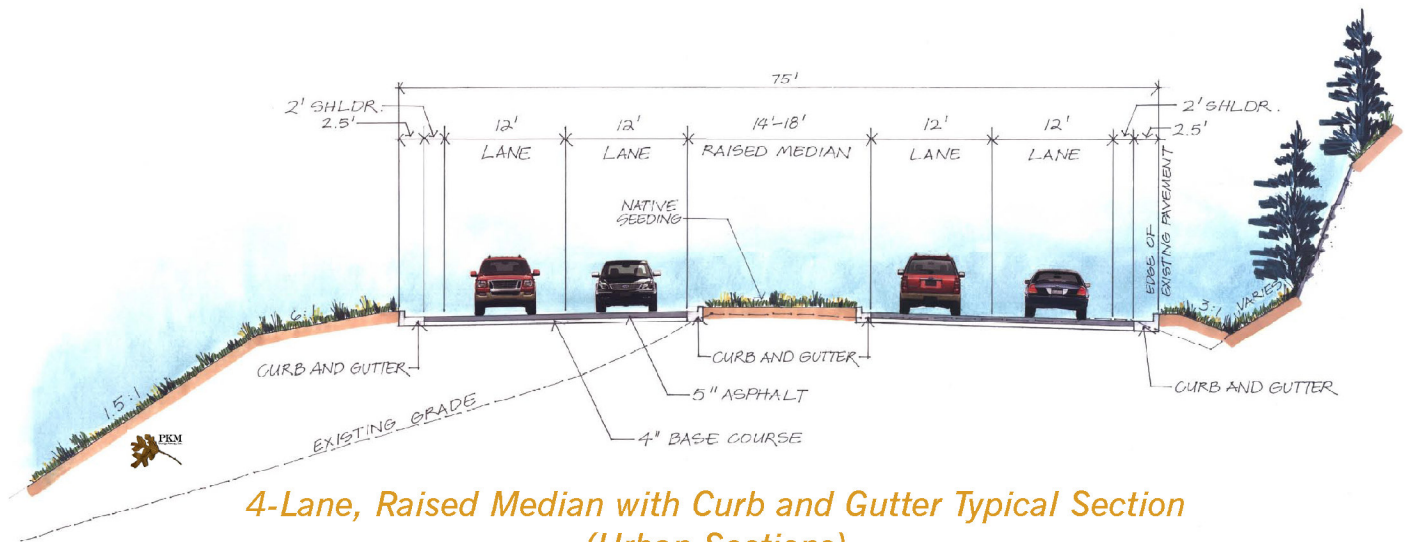 75'
2' SHLDR.
2.5'
12'
LANE
12'
LANE
14'-18'
RAISED MEDIAN
12'
LANE
12'
LANE
2' SHLDR.
2.5'
EDGE OF
EXISTING PAVEMENT
NATIVE
SEEDING
6:1
1.5:1
3:1
VARIES
CURB AND GUTTER
CURB AND GUTTER
CURB AND GUTTER
5" ASPHALT
4" BASE COURSE
EXISTING GRADE
PKM
4-Lane, Raised Median with Curb and Gutter Typical Section
(Urban Sections)